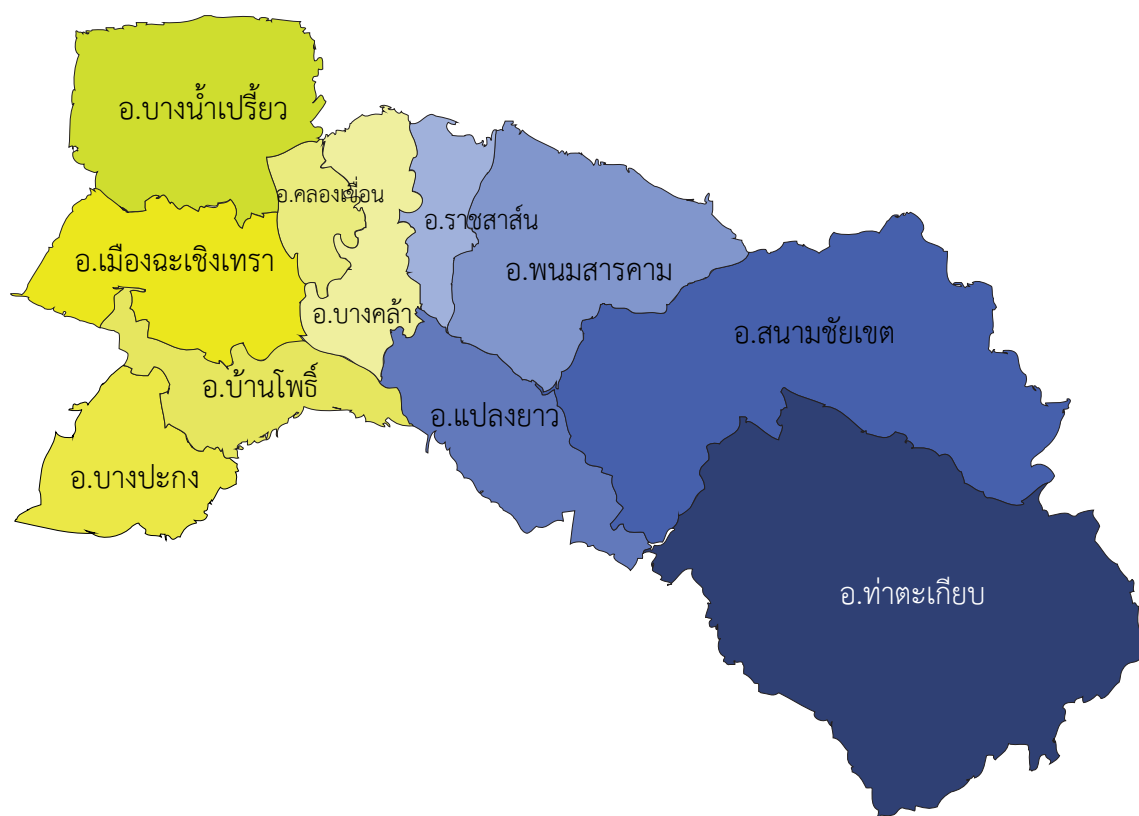 อ.บางน้ำเปรี้ยว
อ.คลองเขื่อน
อ.ราชสาส์น
อ.เมืองฉะเชิงเทรา
อ.พนมสารคาม
อ.บางคล้า
อ.สนามชัยเขต
อ.บ้านโพธิ์
อ.แปลงยาว
อ.บางปะกง
อ.ท่าตะเกียบ